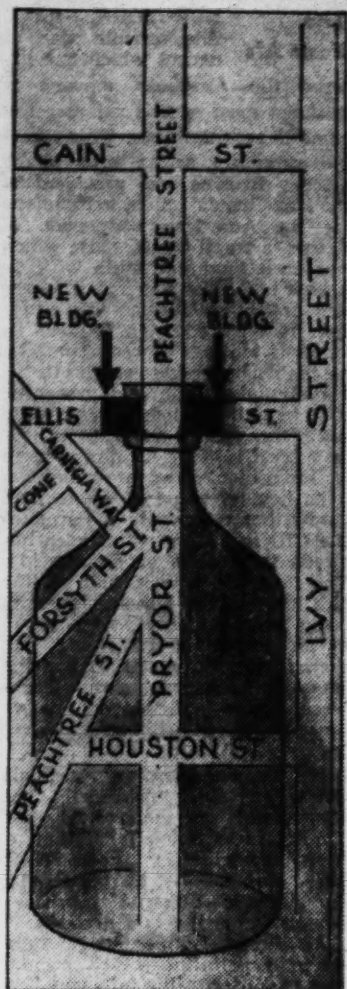 CAIN ST.
PEACHTREE STREET
NEW
BLDG.
NEW
BLDG.
STREET
ELLIS ST.
CARNEGIA WAY
CONE
FORSYTH ST.
PRYOR ST.
IVY
PEACHTREE ST.
HOUSTON ST.